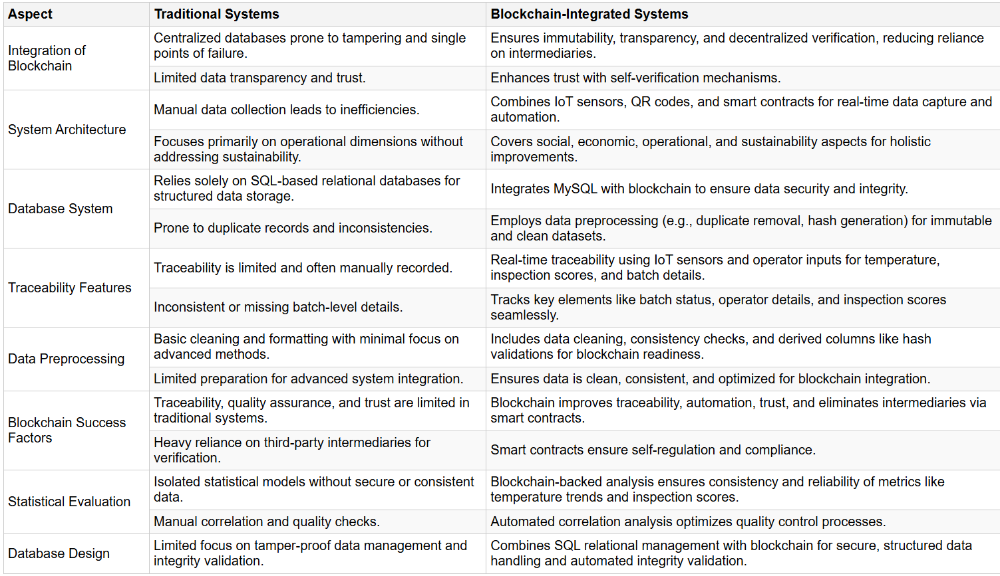 Aspect
Traditional Systems
Blockchain-Integrated Systems
Integration of
Blockchain
Centralized databases prone to tampering and single
points of failure.
Ensures immutability, transparency, and decentralized verification, reducing reliance
on intermediaries.
Limited data transparency and trust.
Enhances trust with self-verification mechanisms.
System Architecture
Manual data collection leads to inefficiencies.
Combines IoT sensors, QR codes, and smart contracts for real-time data capture and
automation.
Focuses primarily on operational dimensions without
addressing sustainability.
Covers social, economic, operational, and sustainability aspects for holistic
improvements.
Database System
Relies solely on SQL-based relational databases for
structured data storage.
Integrates MySQL with blockchain to ensure data security and integrity.
Prone to duplicate records and inconsistencies.
Employs data preprocessing (e.g., duplicate removal, hash generation) for immutable
and clean datasets.
Traceability Features
Traceability is limited and often manually recorded.
Real-time traceability using IoT sensors and operator inputs for temperature,
inspection scores, and batch details.
Inconsistent or missing batch-level details.
Tracks key elements like batch status, operator details, and inspection scores
seamlessly.
Data Preprocessing
Basic cleaning and formatting with minimal focus on
advanced methods.
Includes data cleaning, consistency checks, and derived columns like hash
validations for blockchain readiness.
Limited preparation for advanced system integration.
Ensures data is clean, consistent, and optimized for blockchain integration.
Blockchain Success
Factors
Traceability, quality assurance, and trust are limited in
traditional systems.
Blockchain improves traceability, automation, trust, and eliminates intermediaries via
smart contracts.
Heavy reliance on third-party intermediaries for
verification.
Smart contracts ensure self-regulation and compliance.
Statistical Evaluation
Isolated statistical models without secure or consistent
data.
Blockchain-backed analysis ensures consistency and reliability of metrics like
temperature trends and inspection scores.
Manual correlation and quality checks.
Automated correlation analysis optimizes quality control processes.
Database Design
Limited focus on tamper-proof data management and
integrity validation.
Combines SQL relational management with blockchain for secure, structured data
handling and automated integrity validation.